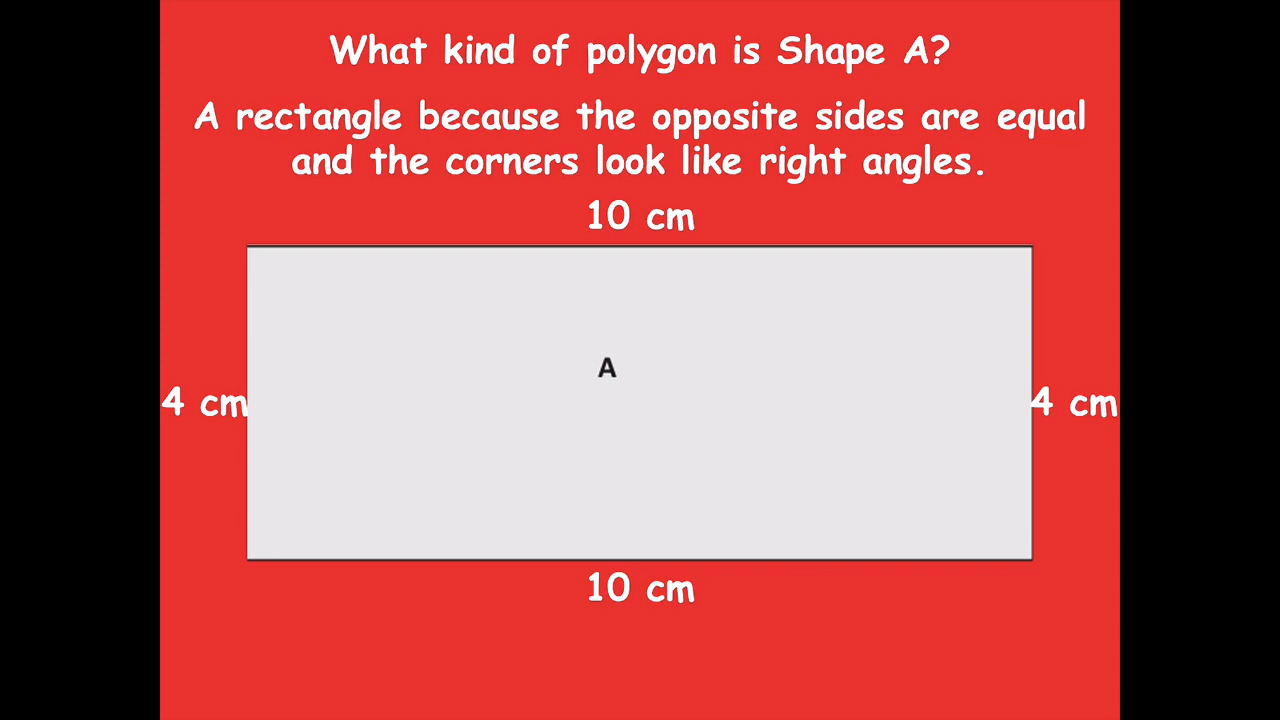 What kind of polygon is Shape A?
A rectangle because the opposite sides are equal
and the corners look like right angles.
10 cm
A
4 cm
4 cm
10 cm